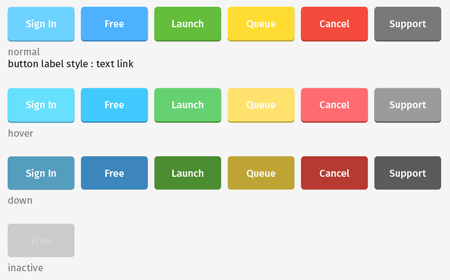 Sign In Free Launch Queue Cancel Support
normal
button label style : text link
Sign In Free Launch Queue Cancel Support
hover
Sign In Free Launch Queue Cancel Support
down
Free
inactive